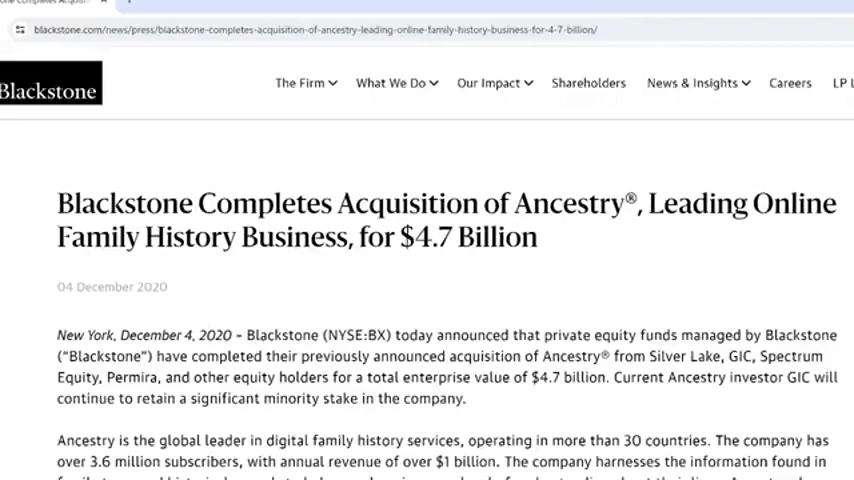 blackstone.com/news/press/blackstone-completes-acquisition-of-ancestry-leading-online-family-history-business-for-4-7-billion/
Blackstone
The Firm
What We Do
Our Impact
Shareholders
News & Insights
Careers
LP L
Blackstone Completes Acquisition of Ancestry®, Leading Online
Family History Business, for $4.7 Billion
04 December 2020
New York, December 4, 2020 – Blackstone (NYSE:BX) today announced that private equity funds managed by Blackstone
(“Blackstone”) have completed their previously announced acquisition of Ancestry® from Silver Lake, GIC, Spectrum
Equity, Permira, and other equity holders for a total enterprise value of $4.7 billion. Current Ancestry investor GIC will
continue to retain a significant minority stake in the company.
Ancestry is the global leader in digital family history services, operating in more than 30 countries. The company has
over 3.6 million subscribers, with annual revenue of over $1 billion. The company harnesses the information found in